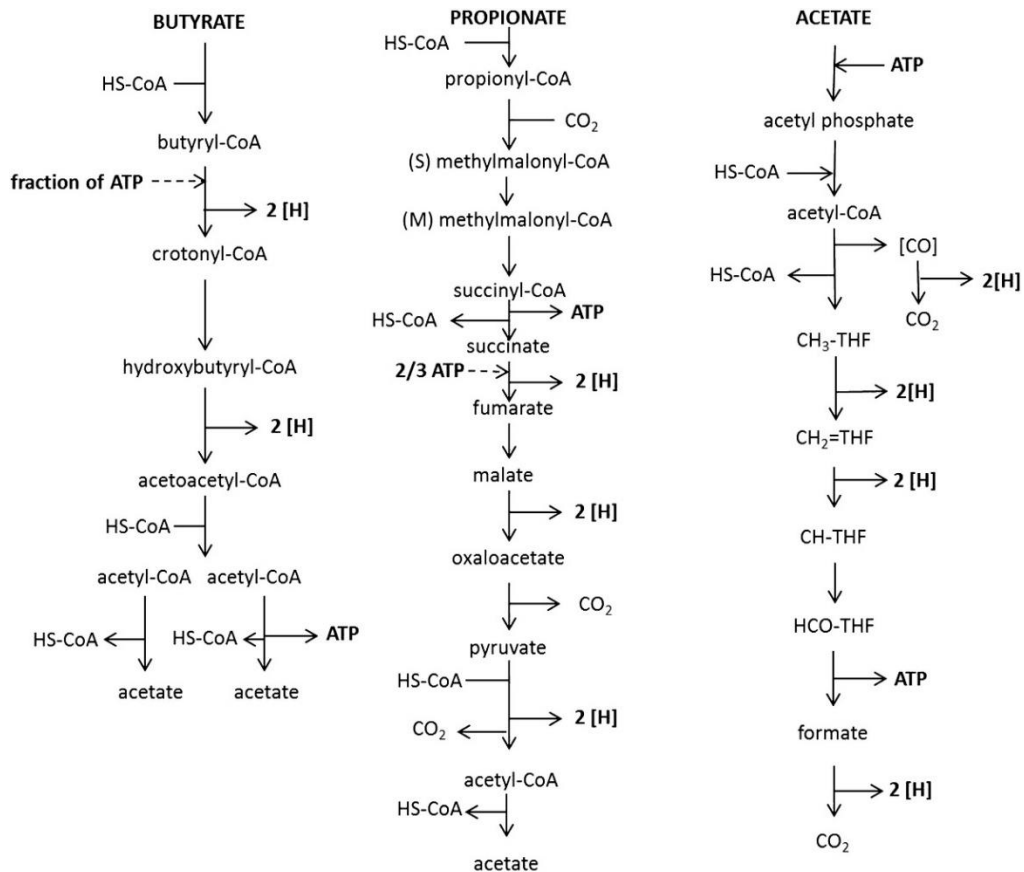 BUTYRATE
HS-CoA
butyryl-CoA
fraction of ATP
2 [H]
crotonyl-CoA
hydroxybutyryl-CoA
2 [H]
acetoacetyl-CoA
HS-CoA
acetyl-CoA acetyl-CoA
HS-CoA HS-CoA ATP
acetate acetate
PROPIONATE
HS-CoA
propionyl-CoA
CO₂
(S) methylmalonyl-CoA
(M) methylmalonyl-CoA
succinyl-CoA
HS-CoA ATP
succinate
2/3 ATP 2 [H]
fumarate
malate
2 [H]
oxaloacetate
CO₂
pyruvate
HS-CoA
2 [H]
CO₂
acetyl-CoA
HS-CoA
acetate
ACETATE
ATP
acetyl phosphate
HS-CoA
acetyl-CoA
[CO]
HS-CoA 2[H]
CO₂
CH₃-THF
2[H]
CH₂=THF
2 [H]
CH-THF
HCO-THF
ATP
formate
2 [H]
CO₂